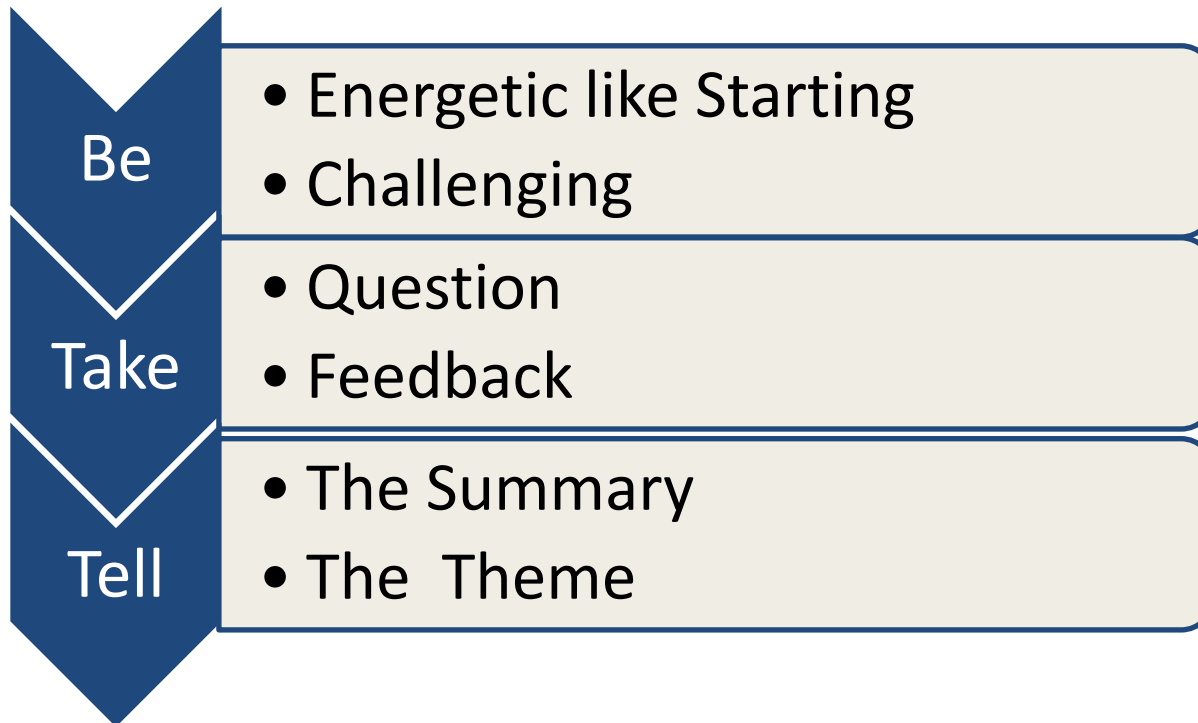 Be
• Energetic like Starting
• Challenging
Take
• Question
• Feedback
Tell
• The Summary
• The  Theme